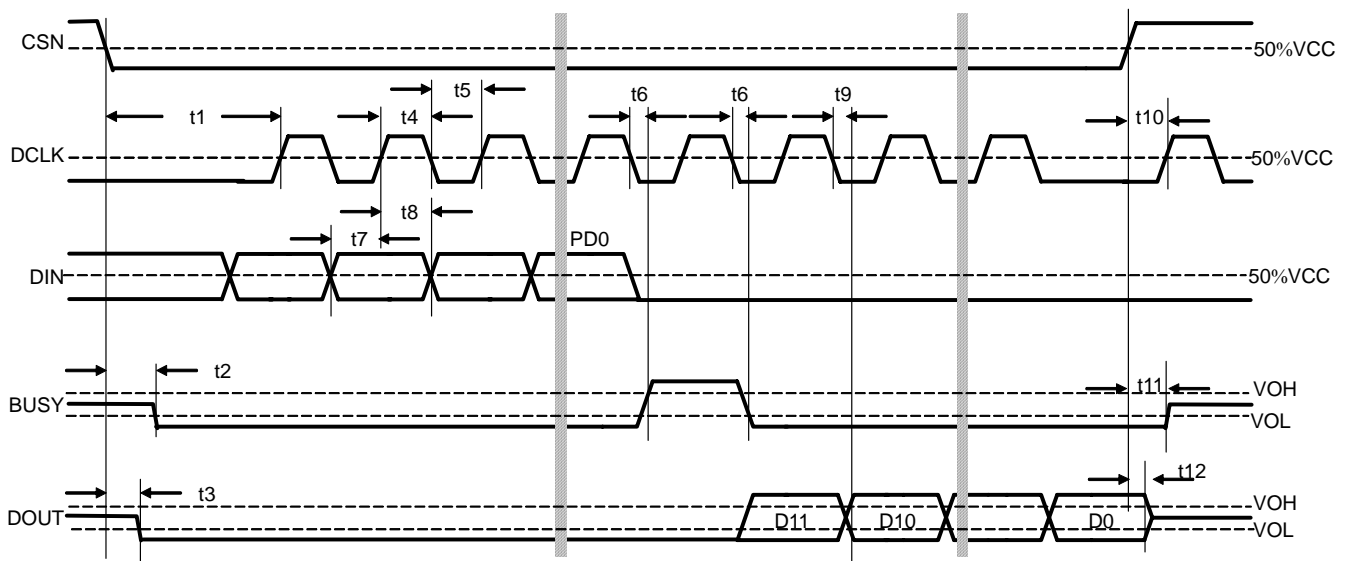 CSN
50%VCC
t5
t1
t4
t6
t6
t9
t10
DCLK
50%VCC
t8
t7
PD0
DIN
50%VCC
t2
t11
VOH
BUSY
VOL
t12
t3
VOH
DOUT
D11
D10
D0
VOL